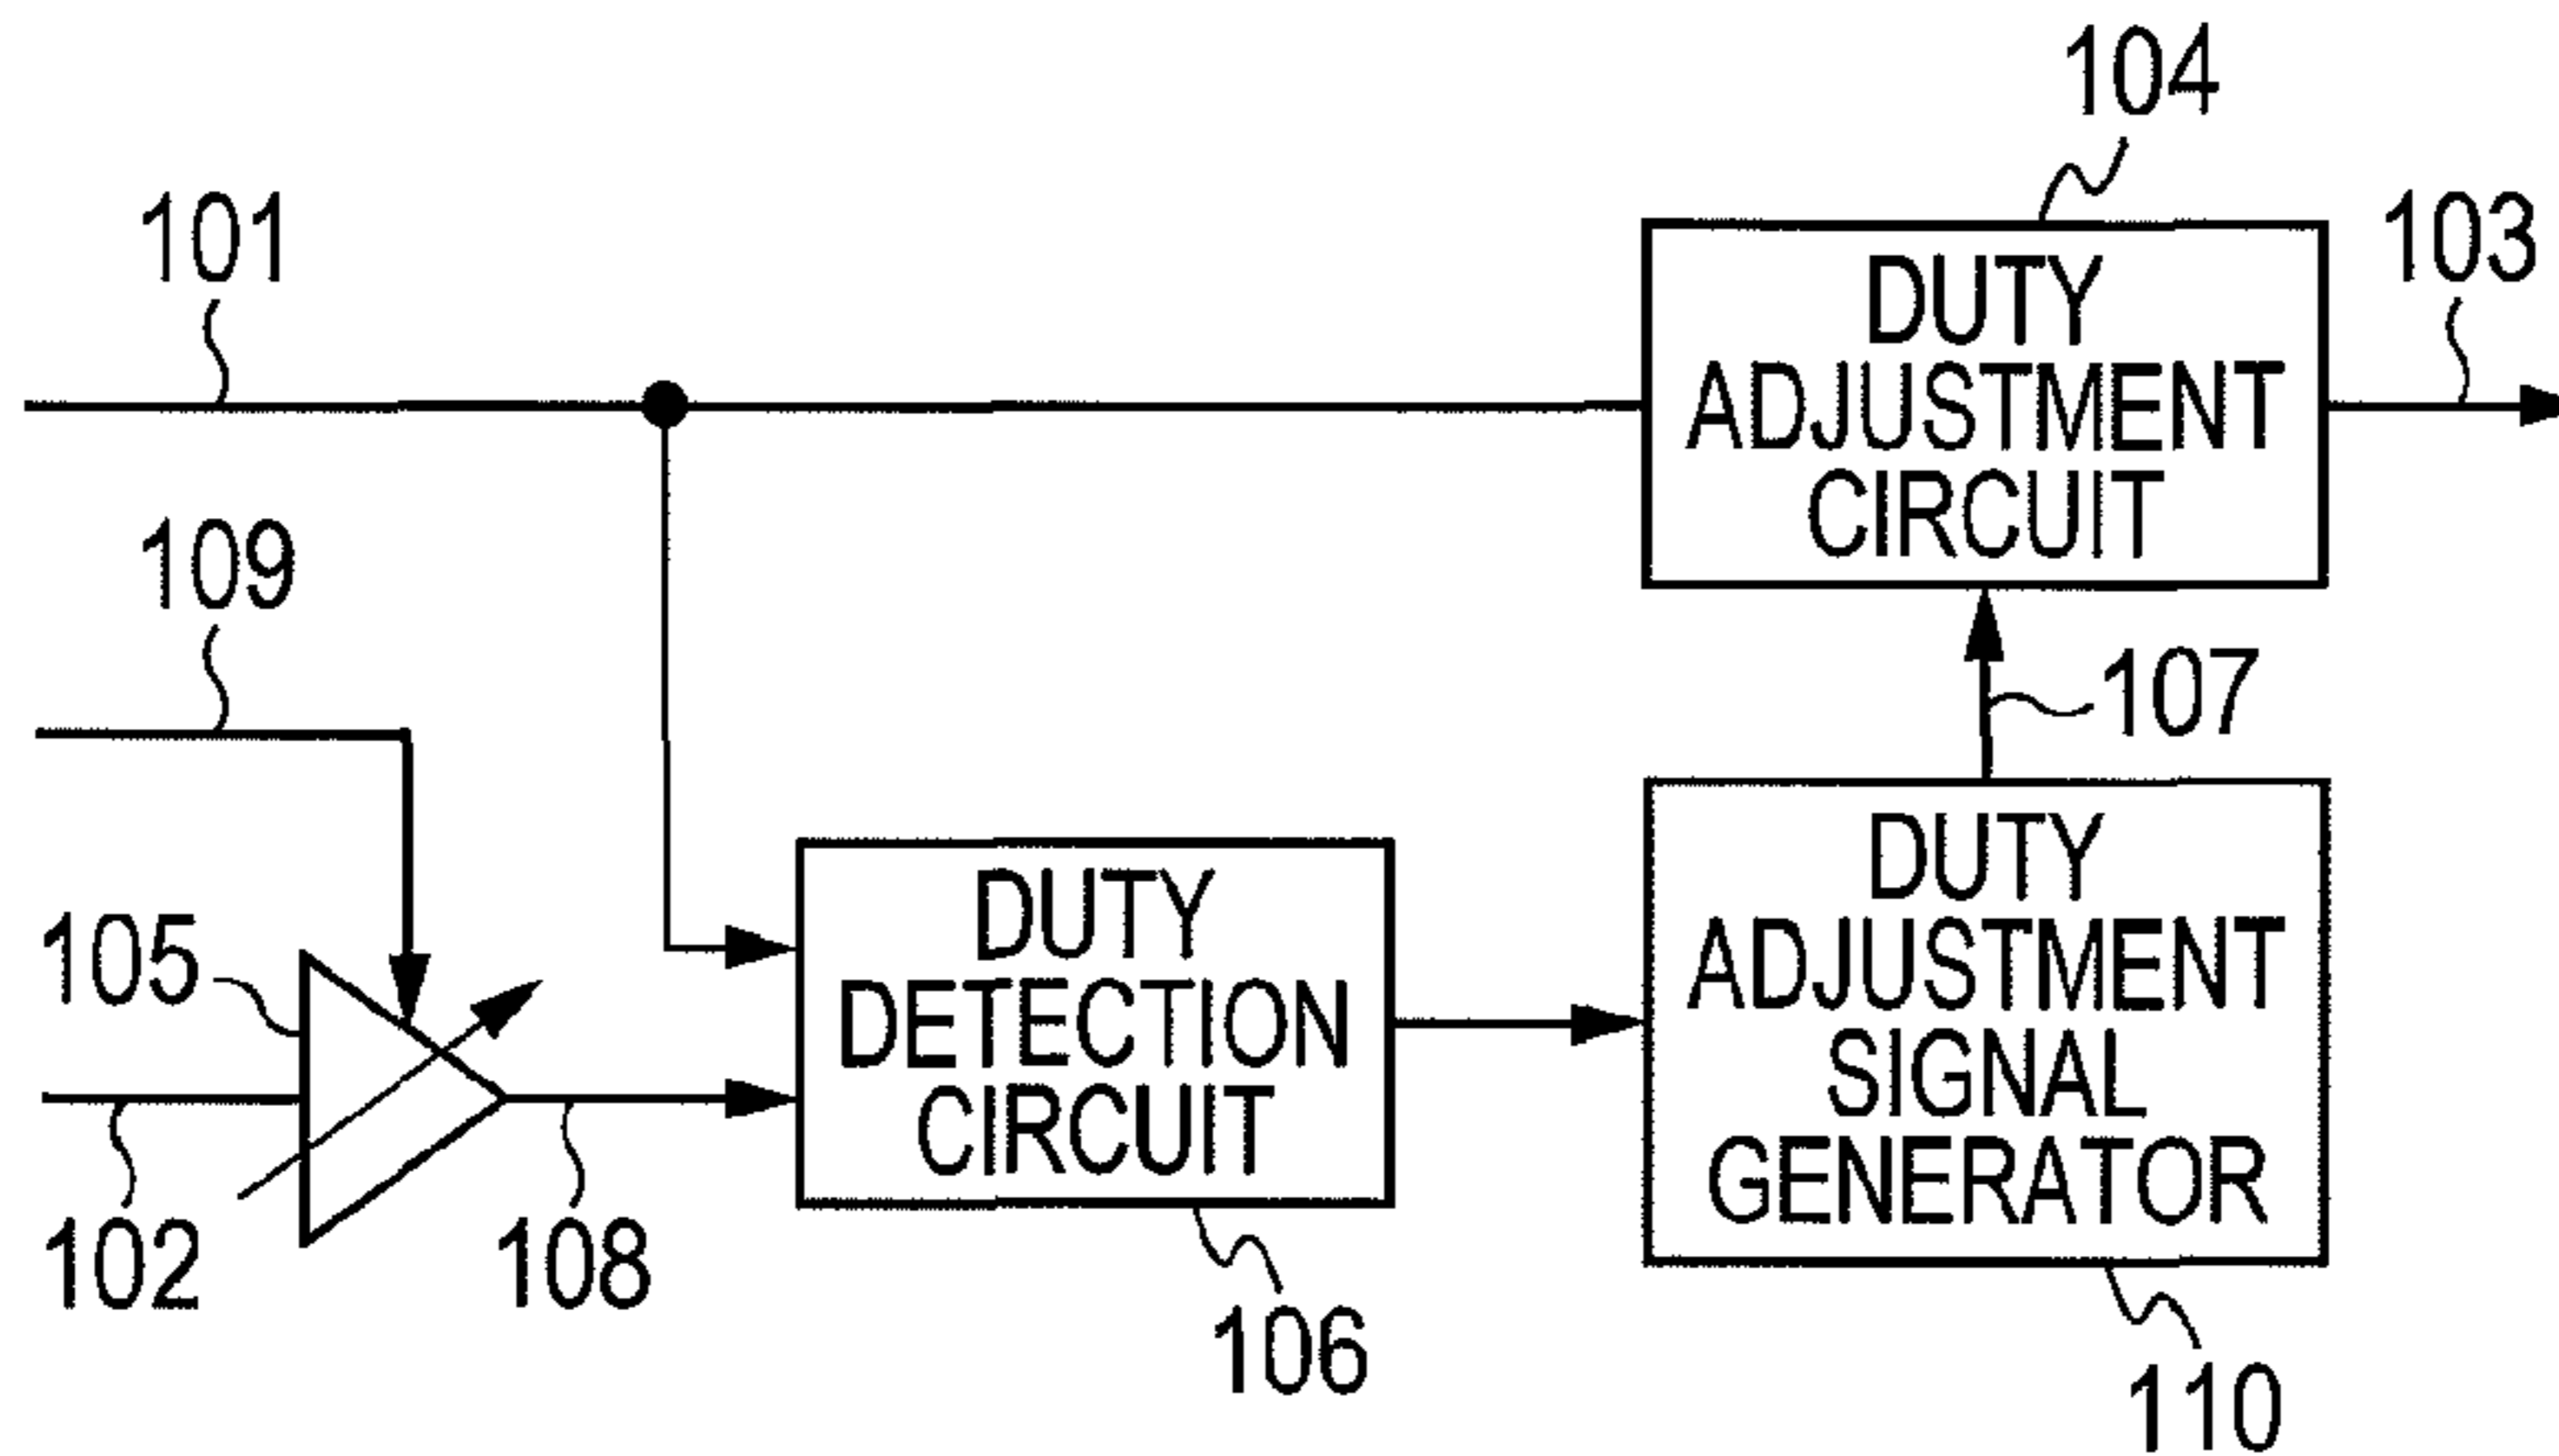 104
101
103
DUTY
ADJUSTMENT
CIRCUIT
109
107
105
DUTY
DETECTION
CIRCUIT
DUTY
ADJUSTMENT
SIGNAL
GENERATOR
102
108
106
110